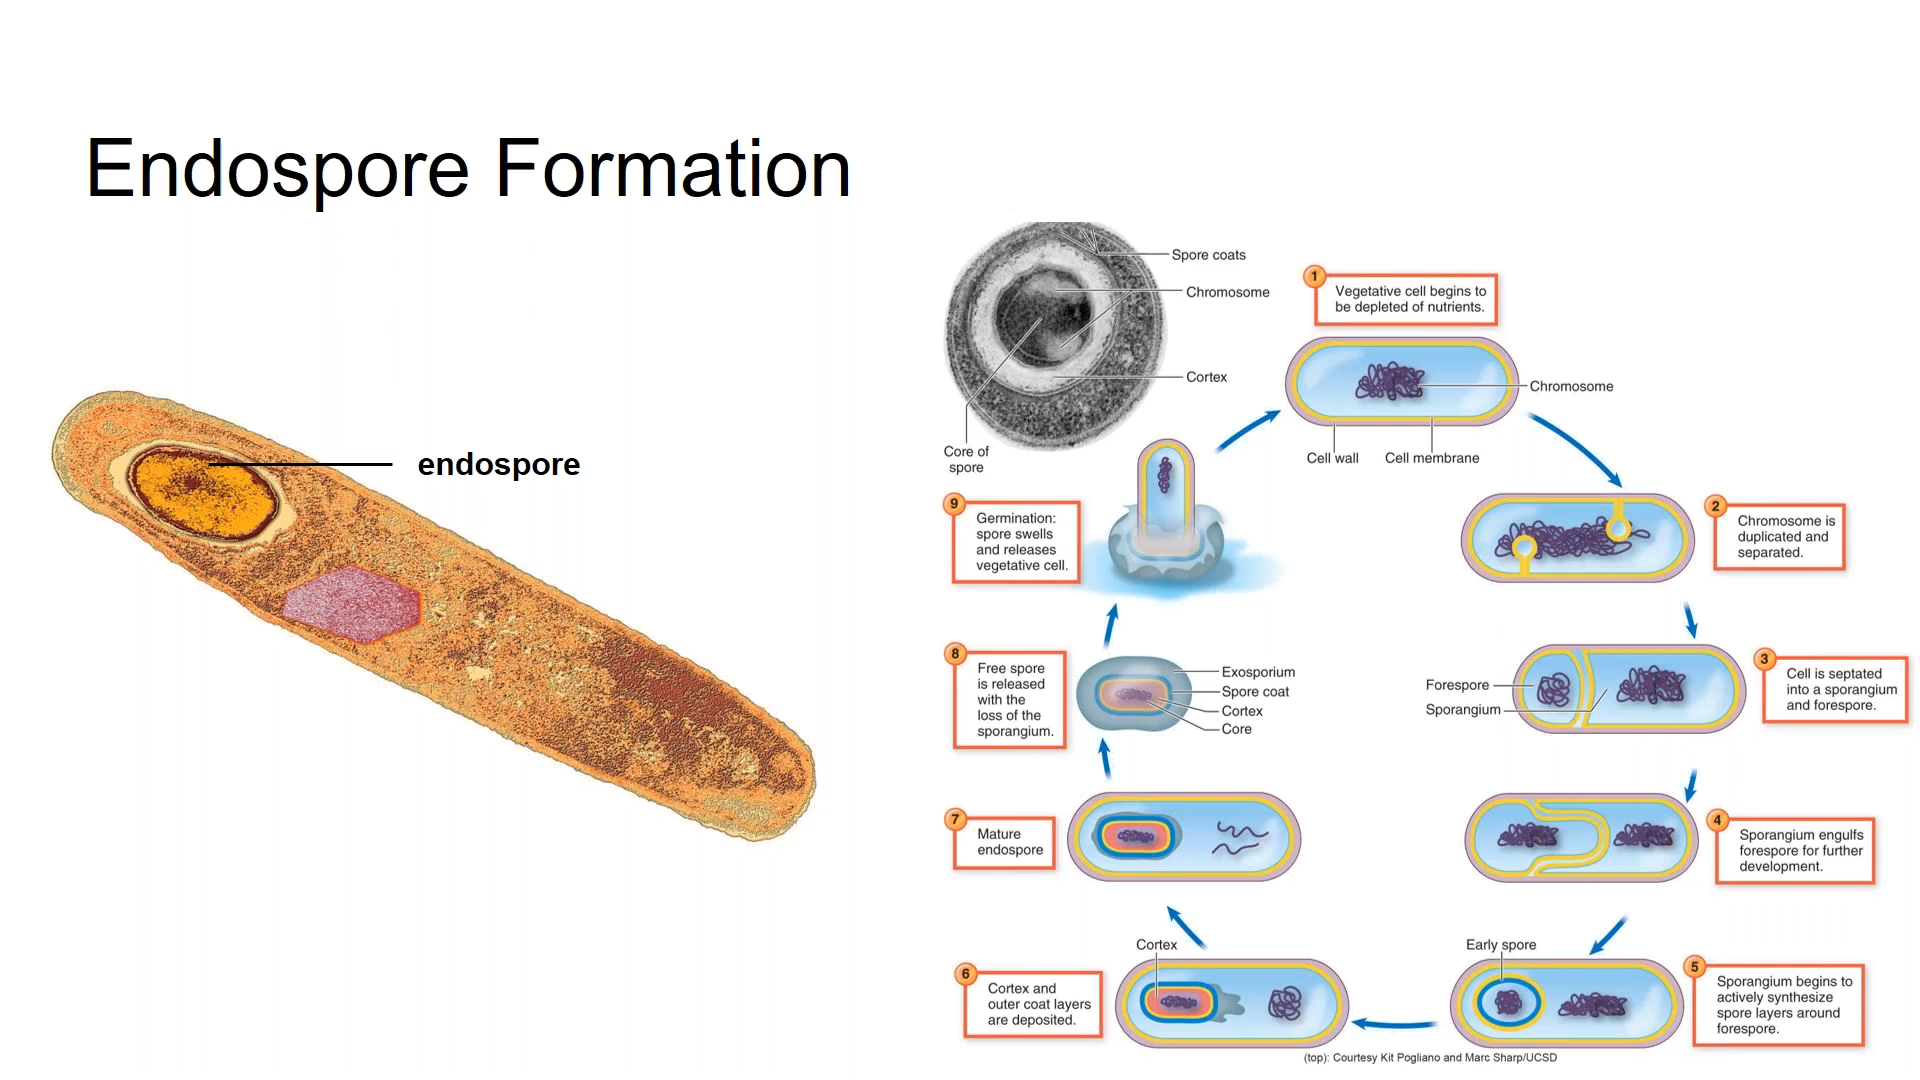 Endospore Formation
endospore
Spore coats
Chromosome
Cortex
Core of
spore
1
Vegetative cell begins to
be depleted of nutrients.
Chromosome
Cell wall
Cell membrane
2
Chromosome is
duplicated and
separated.
3
Cell is septated
into a sporangium
and forespore.
Forespore
Sporangium
4
Sporangium engulfs
forespore for further
development.
5
Sporangium begins to
actively synthesize
spore layers around
forespore.
Early spore
6
Cortex and
outer coat layers
are deposited.
Cortex
7
Mature
endospore
8
Free spore
is released
with the
loss of the
sporangium.
Exosporium
Spore coat
Cortex
Core
9
Germination:
spore swells
and releases
vegetative cell.
(top): Courtesy Kit Pogliano and Marc Sharp/UCSD